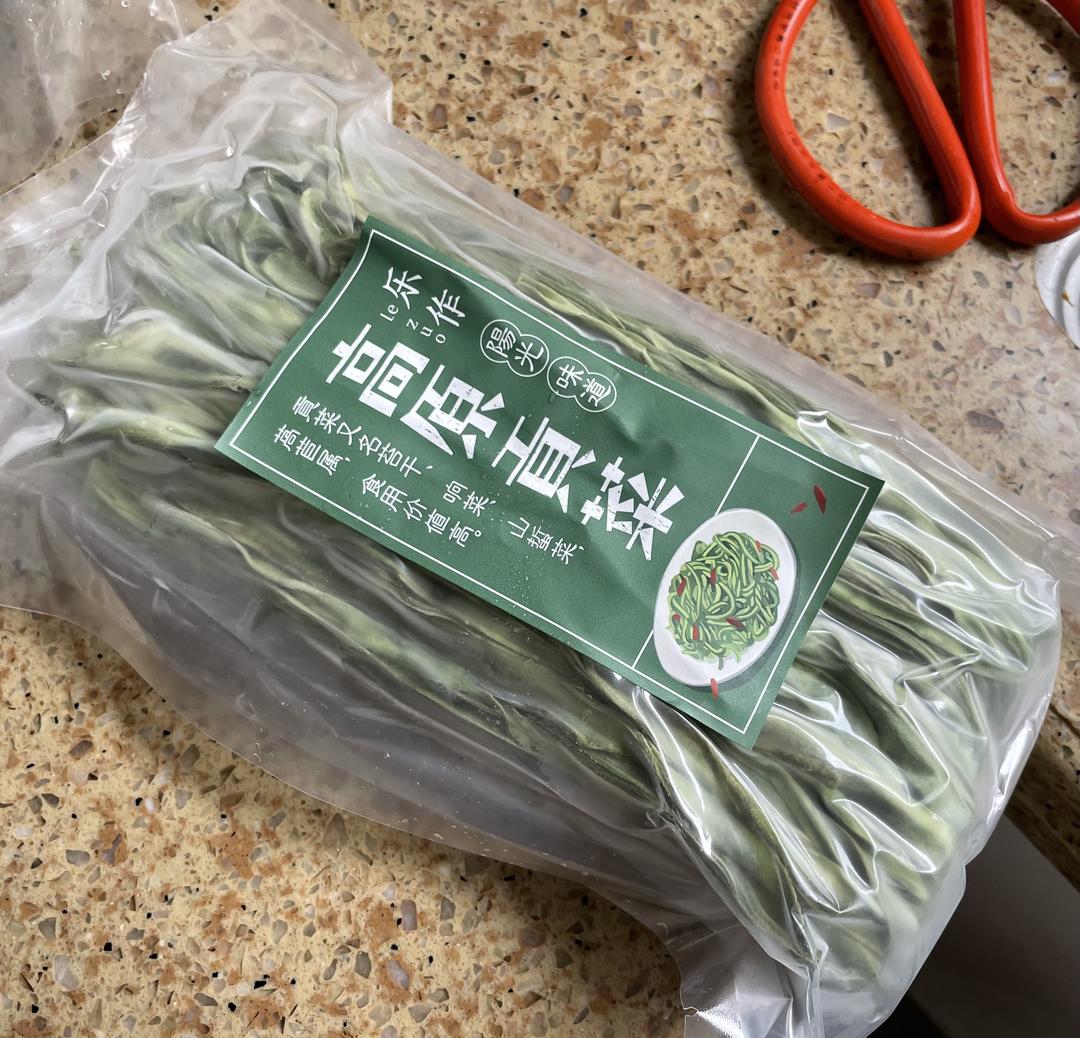 乐作
le zuo
陽光 味道
高原貢菜
貢菜又名苔干、响菜、山蜇菜,
莴苣属,食用价值高。